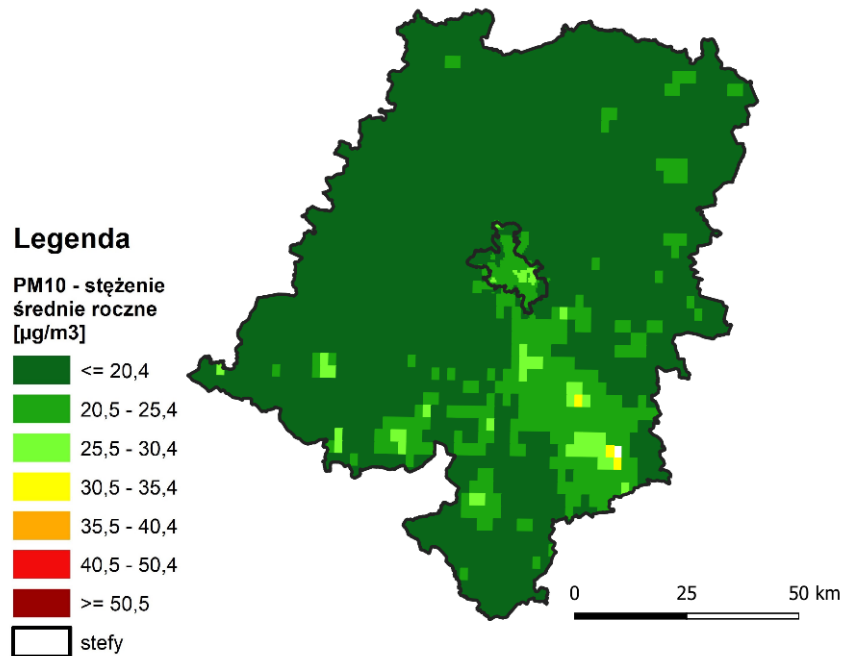 Legenda
PM10 - stężenie
średnie roczne
[µg/m3]
<= 20,4
20,5 - 25,4
25,5 - 30,4
30,5 - 35,4
35,5 - 40,4
40,5 - 50,4
>= 50,5
stefy
0 25 50 km